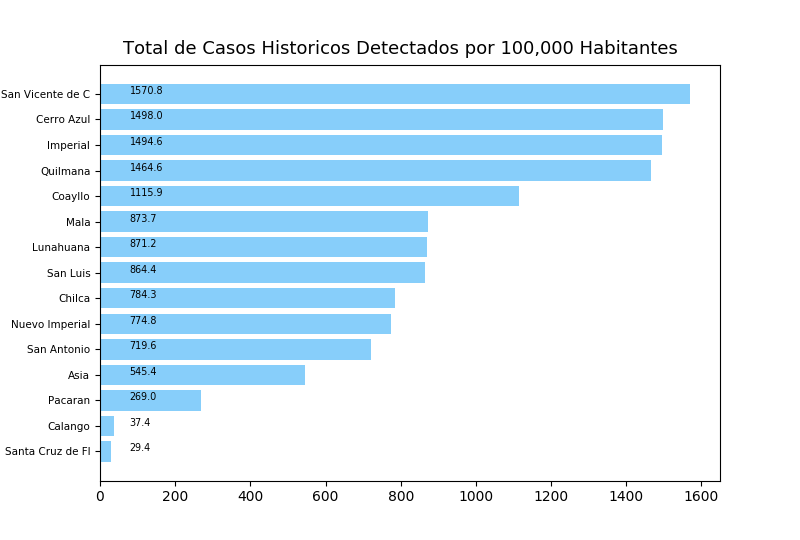 Total de Casos Historicos Detectados por 100,000 Habitantes
San Vicente de C 1570.8
Cerro Azul 1498.0
Imperial 1494.6
Quilmana 1464.6
Coayllo 1115.9
Mala 873.7
Lunahuana 871.2
San Luis 864.4
Chilca 784.3
Nuevo Imperial 774.8
San Antonio 719.6
Asia 545.4
Pacaran 269.0
Calango 37.4
Santa Cruz de Fl 29.4
0 200 400 600 800 1000 1200 1400 1600